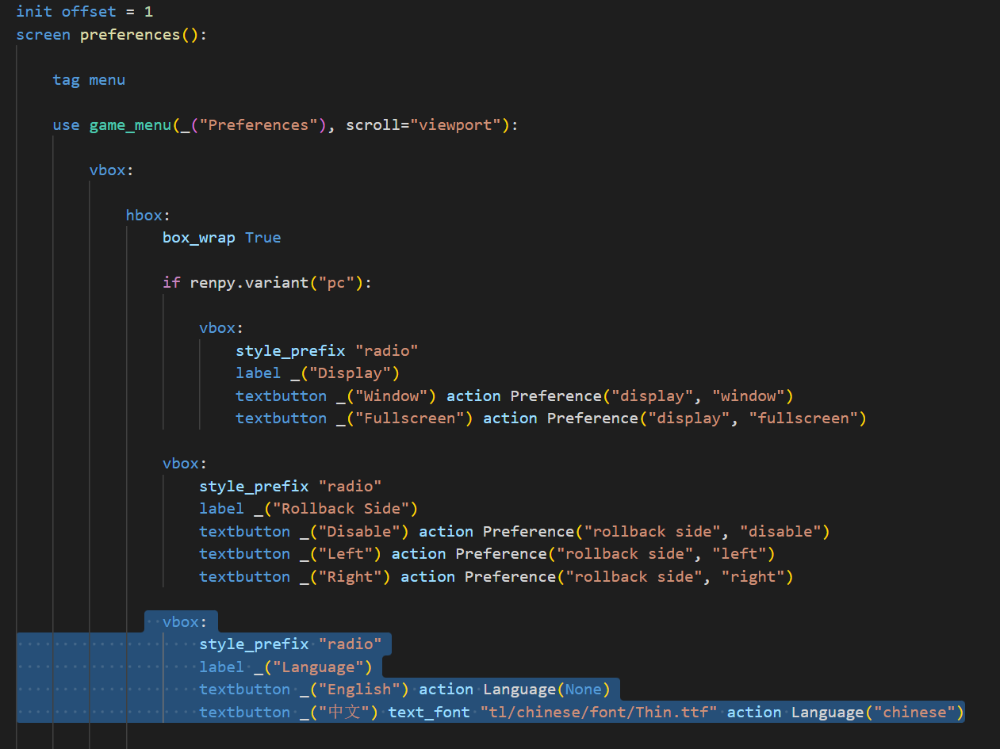 init offset = 1
screen preferences():
tag menu
use game_menu(_("Preferences"), scroll="viewport"):
vbox:
hbox:
box_wrap True
if renpy.variant("pc"):
vbox:
style_prefix "radio"
label _("Display")
textbutton _("Window") action Preference("display", "window")
textbutton _("Fullscreen") action Preference("display", "fullscreen")
vbox:
style_prefix "radio"
label _("Rollback Side")
textbutton _("Disable") action Preference("rollback side", "disable")
textbutton _("Left") action Preference("rollback side", "left")
textbutton _("Right") action Preference("rollback side", "right")
vbox:
style_prefix "radio"
label _("Language")
textbutton _("English") action Language(None)
textbutton _("中文") text_font "tl/chinese/font/Thin.ttf" action Language("chinese")